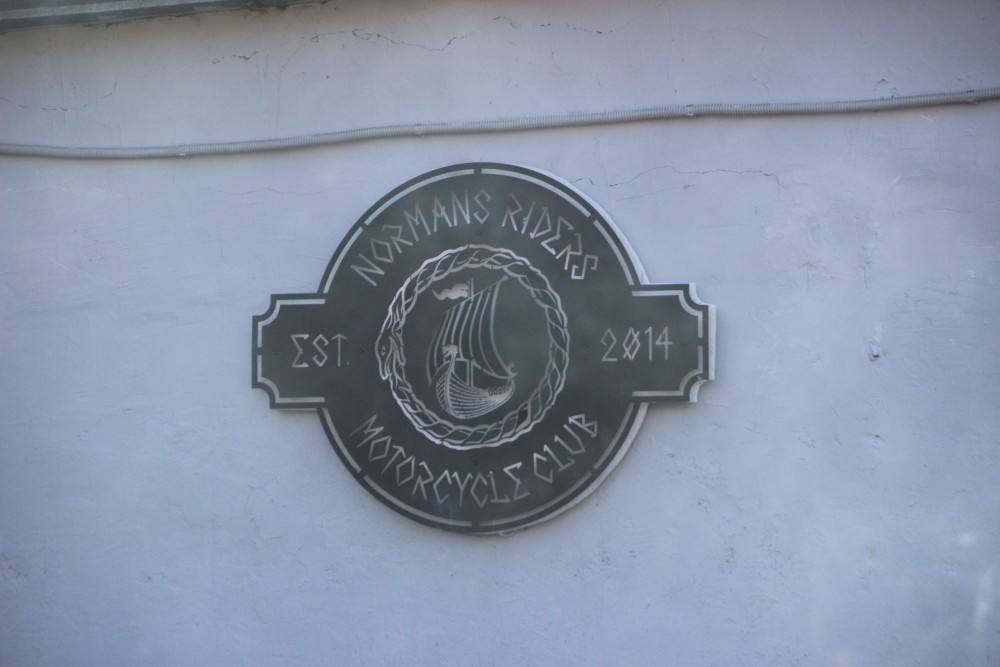 NORMANS RIDERS
EST. 2014
MOTORCYCLE CLUB